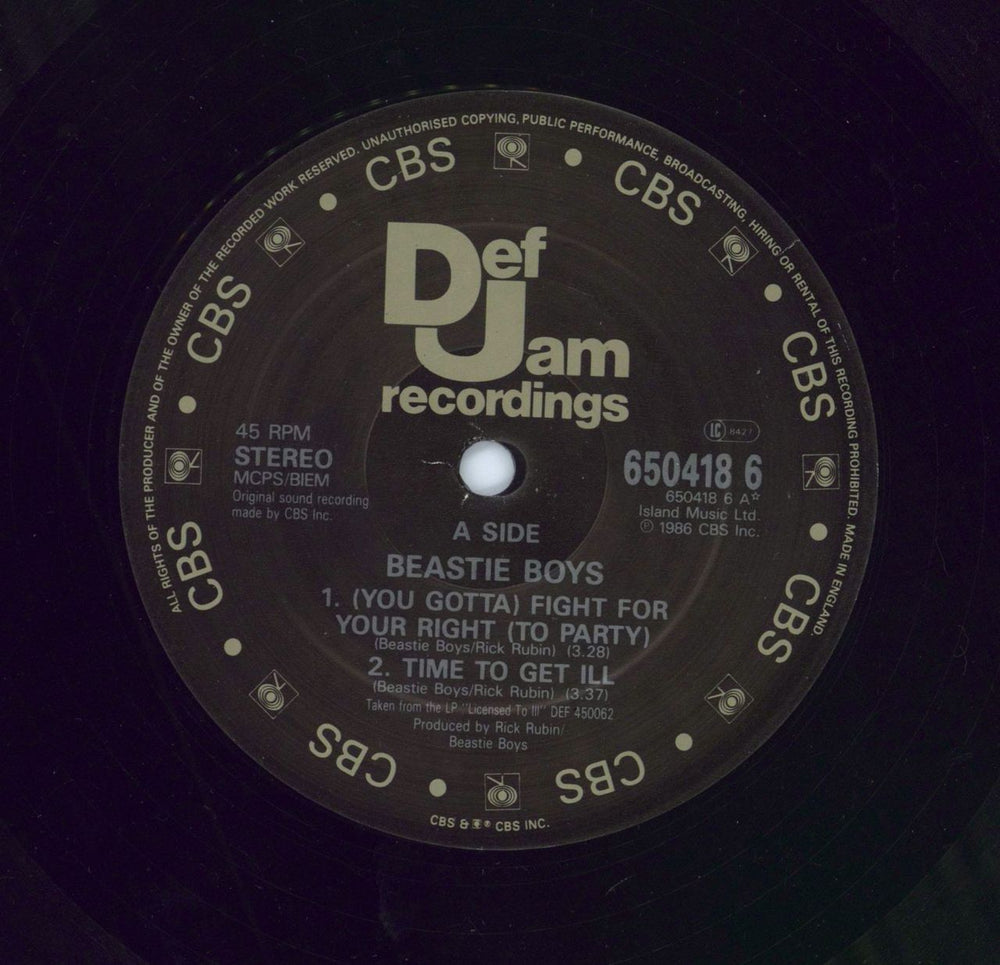 ALL RIGHTS OF THE PRODUCER AND OF THE OWNER OF THE RECORDED WORK RESERVED. UNAUTHORISED COPYING, PUBLIC PERFORMANCE, BROADCASTING, HIRING OR RENTAL OF THIS RECORDING PROHIBITED. MADE IN ENGLAND.
CBS
CBS
CBS
CBS
CBS
CBS
CBS
CBS
Def
Jam
recordings
45 RPM
STEREO
MCPS/BIEM
Original sound recording
made by CBS Inc.
IC 8427
650418 6
650418 6 A☆
Island Music Ltd.
℗ 1986 CBS Inc.
A SIDE
BEASTIE BOYS
1. (YOU GOTTA) FIGHT FOR
YOUR RIGHT (TO PARTY)
(Beastie Boys/Rick Rubin) (3.28)
2. TIME TO GET ILL
(Beastie Boys/Rick Rubin) (3.37)
Taken from the LP "Licensed To Ill" DEF 450062
Produced by Rick Rubin/
Beastie Boys
CBS & ® CBS INC.